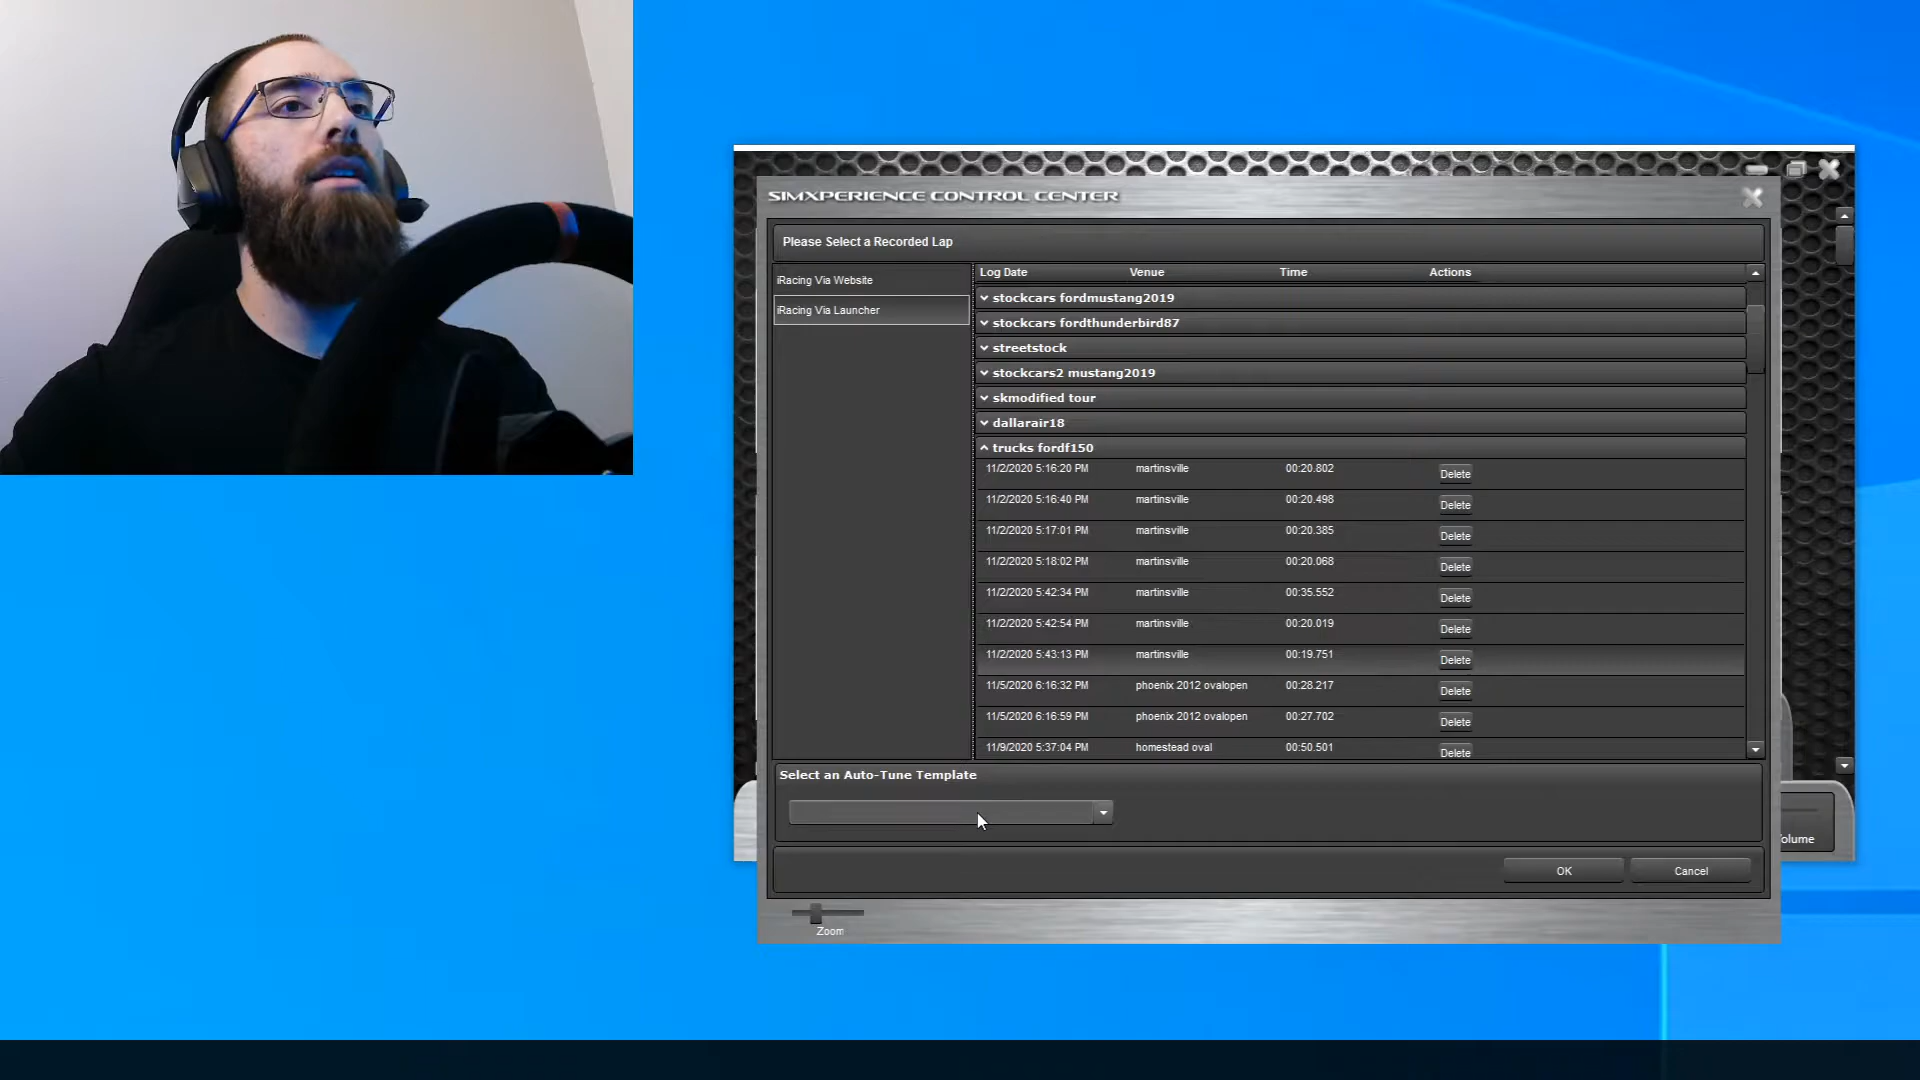 SIMXPERIENCE CONTROL CENTER
Please Select a Recorded Lap
iRacing Via Website
iRacing Via Launcher
Log Date Venue Time Actions
stockcars fordmustang2019
stockcars fordthunderbird87
streetstock
stockcars2 mustang2019
skmodified tour
dallarair18
trucks fordf150
11/2/2020 5:16:20 PM martinsville 00:20.802 Delete
11/2/2020 5:16:40 PM martinsville 00:20.498 Delete
11/2/2020 5:17:01 PM martinsville 00:20.385 Delete
11/2/2020 5:18:02 PM martinsville 00:20.068 Delete
11/2/2020 5:42:34 PM martinsville 00:35.552 Delete
11/2/2020 5:42:54 PM martinsville 00:20.019 Delete
11/2/2020 5:43:13 PM martinsville 00:19.751 Delete
11/5/2020 6:16:32 PM phoenix 2012 ovalopen 00:28.217 Delete
11/5/2020 6:16:59 PM phoenix 2012 ovalopen 00:27.702 Delete
11/9/2020 5:37:04 PM homestead oval 00:50.501 Delete
Select an Auto-Tune Template
olume
OK Cancel
Zoom